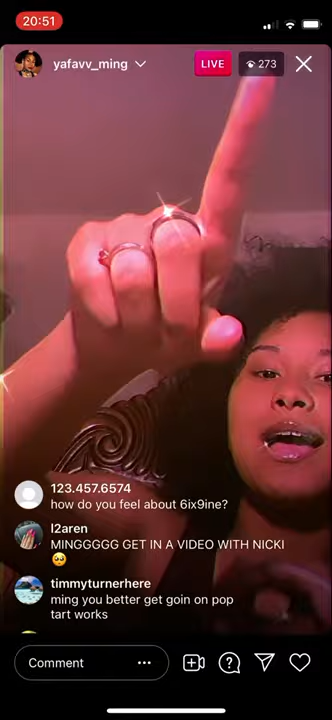 20:51
yafavv_ming
LIVE
273
123.457.6574
how do you feel about 6ix9ine?
l2aren
MINGGGGG GET IN A VIDEO WITH NICKI
🥺
timmyturnerhere
ming you better get goin on pop
tart works
Comment